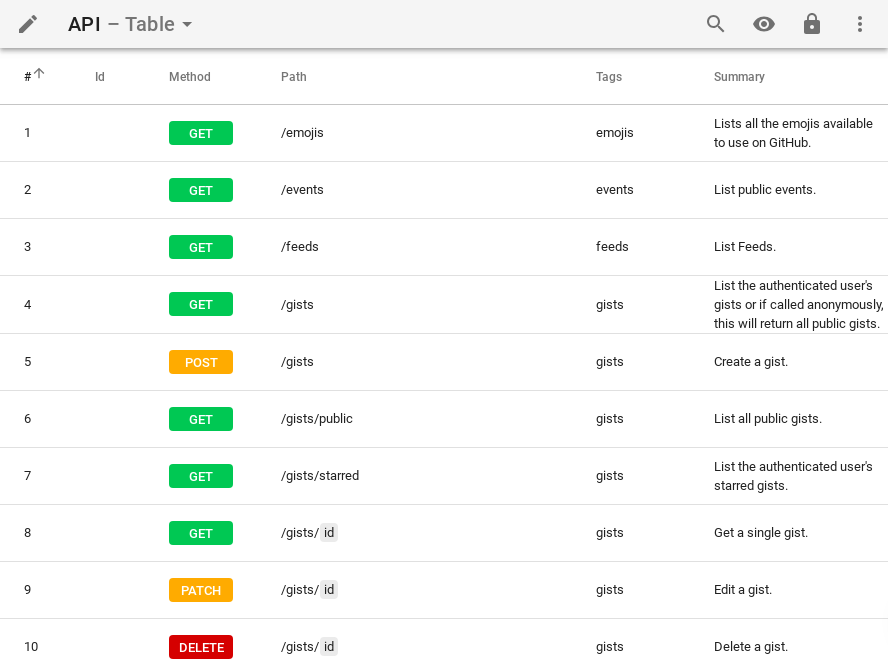 API – Table
# Id Method Path Tags Summary
1 GET /emojis emojis Lists all the emojis available
to use on GitHub.
2 GET /events events List public events.
3 GET /feeds feeds List Feeds.
4 GET /gists gists List the authenticated user's
gists or if called anonymously,
this will return all public gists.
5 POST /gists gists Create a gist.
6 GET /gists/public gists List all public gists.
7 GET /gists/starred gists List the authenticated user's
starred gists.
8 GET /gists/ id gists Get a single gist.
9 PATCH /gists/ id gists Edit a gist.
10 DELETE /gists/ id gists Delete a gist.